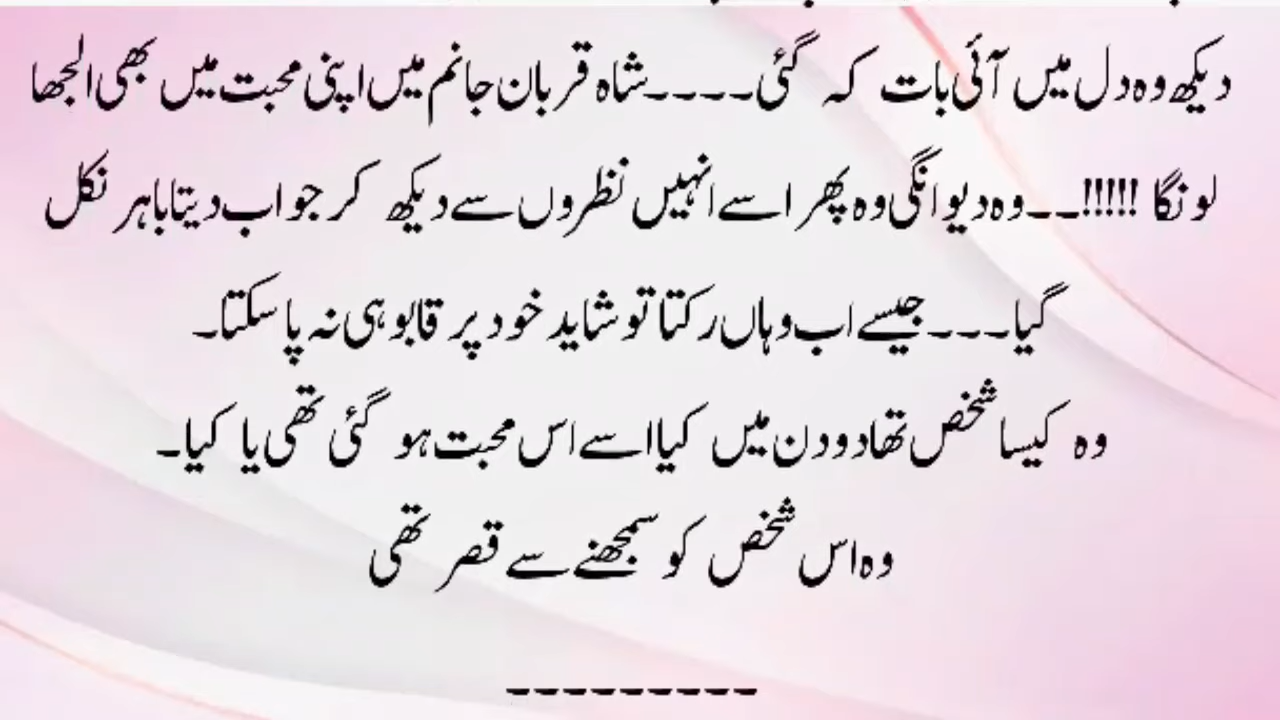 دیکھ وہ دل میں آئی بات کہ گئی۔۔۔۔شاہ قربان جانم میں اپنی محبت میں بھی الجھا
لونگا !!!!!۔۔وہ دیوانگی وہ پھر اسے انہیں نظروں سے دیکھ کر جواب دیتا باہر نکل
گیا۔۔۔جیسے اب وہاں رکتا تو شاید خود پر قابو ہی نہ پا سکتا۔
وہ کیسا شخص تھا دو دن میں کیا اسے اس محبت ہو گئی تھی یا کیا۔
وہ اس شخص کو سمجھنے سے قصر تھی
---------